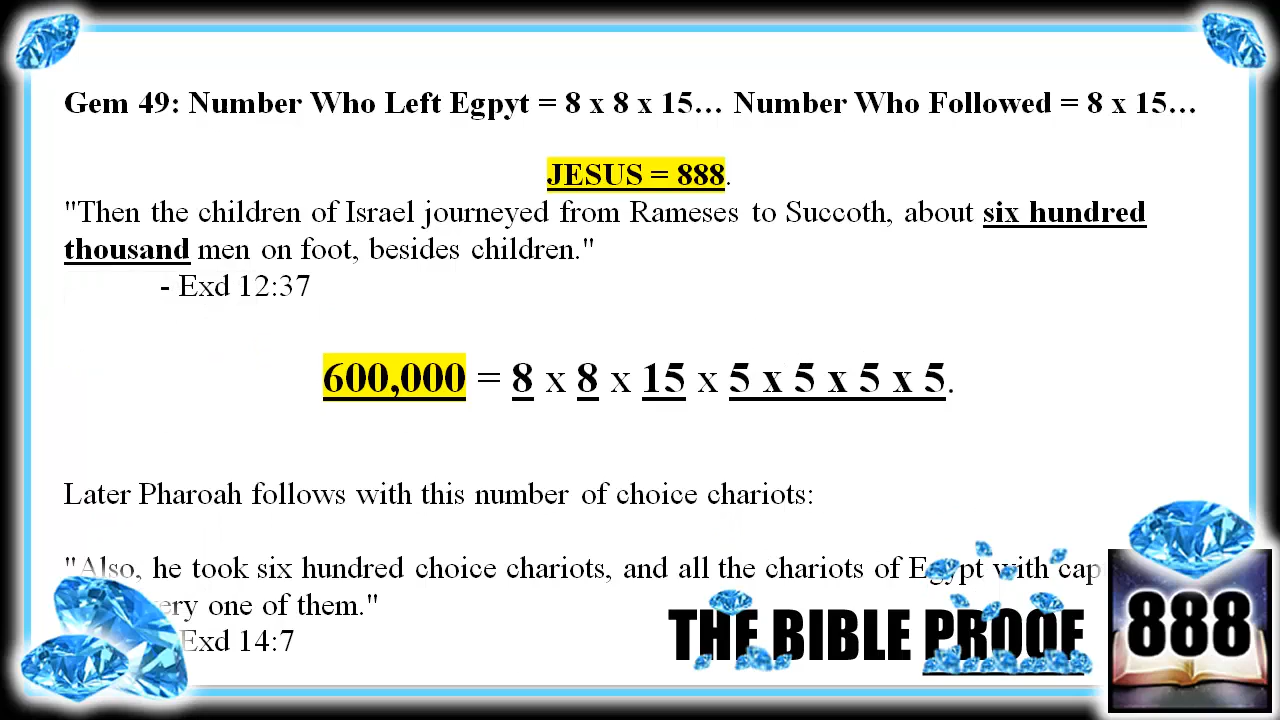 Gem 49: Number Who Left Egpyt = 8 x 8 x 15… Number Who Followed = 8 x 15…
JESUS = 888.
"Then the children of Israel journeyed from Rameses to Succoth, about six hundred
thousand men on foot, besides children."
- Exd 12:37
600,000 = 8 x 8 x 15 x 5 x 5 x 5 x 5.
Later Pharoah follows with this number of choice chariots:
"Also, he took six hundred choice chariots, and all the chariots of Egypt with
one of them."
Exd 14:7
THE BIBLE PROOF
888